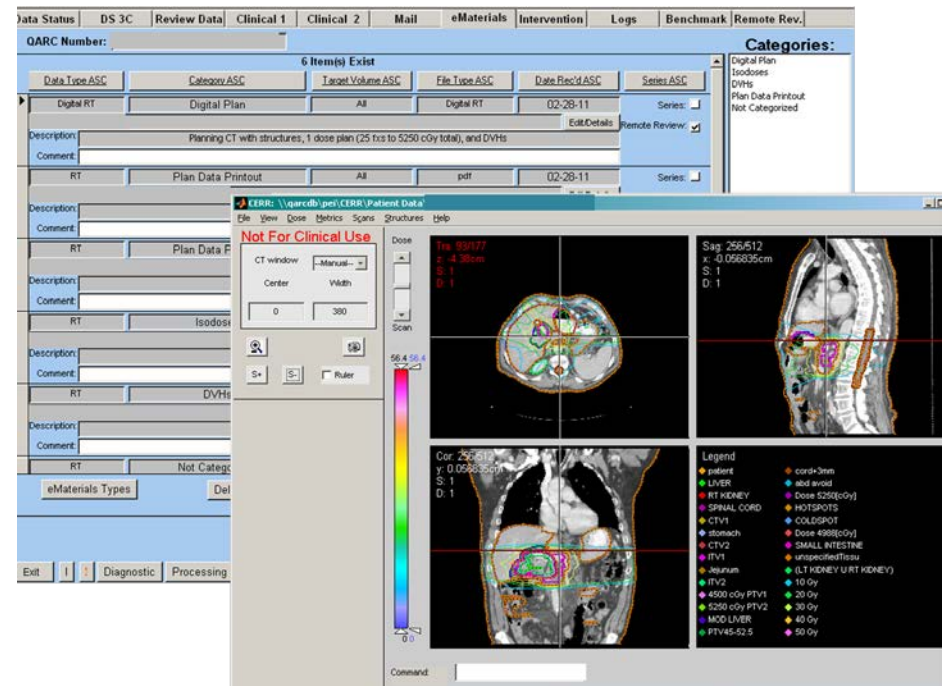 Data Status DS 3C Review Data Clinical 1 Clinical 2 Mail eMaterials Intervention Logs Benchmark Remote Rev.
QARC Number:
6 Item(s) Exist
Data Type ASC Category ASC Target Volume ASC File Type ASC Date Rec'd ASC Series ASC
Digital RT Digital Plan All Digital RT 02-28-11 Series:
Edit/Details Remote Review:
Description: Planning CT with structures, 1 dose plan (25 fxs to 5250 cGy total), and DVHs
Comment:
RT Plan Data Printout All pdf 02-28-11 Series:
Description:
Comment:
RT Plan Data P
Description:
Comment:
RT Isodose
Description:
Comment:
RT DVHs
Description:
Comment:
RT Not Catego
eMaterials Types Del
Exit I ! Diagnostic Processing
Categories:
Digital Plan
Isodoses
DVHs
Plan Data Printout
Not Categorized
CERR: \\qarcdb\pei\CERR\Patient Data\
File View Dose Metrics Scans Structures Help
Not For Clinical Use
CT window --Manual--
Center Width
0 380
S+ S- Ruler
Dose
Scan
56.4 56.4
0 0
Tra: 93/177
z: -4.38cm
S: 1
D: 1
Sag: 256/512
x: -0.056835cm
S: 1
D: 1
Cor: 256/512
y: 0.056835cm
S: 1
D: 1
Legend
patient cord+3mm
LIVER abd avoid
RT KIDNEY Dose 5250[cGy]
SPINAL CORD HOTSPOTS
CTV1 COLDSPOT
stomach Dose 4988[cGy]
CTV2 SMALL INTESTINE
ITV1 unspecifiedTissu
Jejunum (LT KIDNEY U RT KIDNEY)
ITV2 10 Gy
4500 cGy PTV1 20 Gy
5250 cGy PTV2 30 Gy
MOD LIVER 40 Gy
PTV45-52.5 50 Gy
Command: